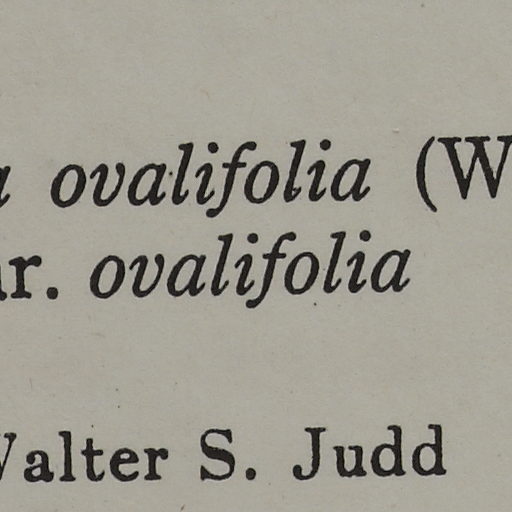 ovalifolia (W
ar. ovalifolia
Walter S. Judd